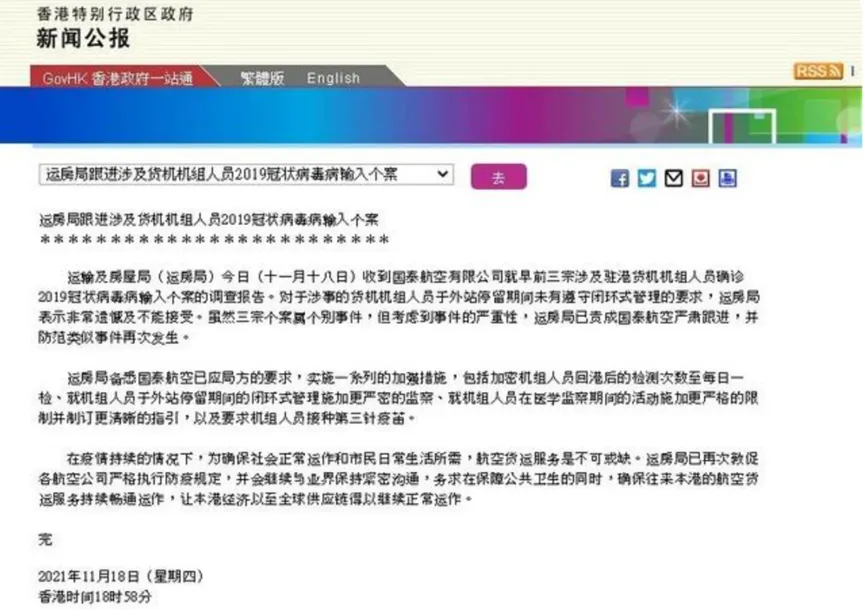 香港特别行政区政府
新闻公报
GovHK 香港政府一站通
繁體版
English
RSS
运房局跟进涉及货机机组人员2019冠状病毒病输入个案
去
运房局跟进涉及货机机组人员2019冠状病毒病输入个案
*************************
运输及房屋局（运房局）今日（十一月十八日）收到国泰航空有限公司就早前三宗涉及驻港货机机组人员确诊
2019冠状病毒病输入个案的调查报告。对于涉事的货机机组人员于外站停留期间未有遵守闭环式管理的要求，运房局
表示非常遗憾及不能接受。虽然三宗个案属个别事件，但考虑到事件的严重性，运房局已责成国泰航空严肃跟进，并
防范类似事件再次发生。
运房局备悉国泰航空已应局方的要求，实施一系列的加强措施，包括加密机组人员回港后的检测次数至每日一
检、就机组人员于外站停留期间的闭环式管理施加更严密的监察、就机组人员在医学监察期间的活动施加更严格的限
制并制订更清晰的指引，以及要求机组人员接种第三针疫苗。
在疫情持续的情况下，为确保社会正常运作和市民日常生活所需，航空货运服务是不可或缺。运房局已再次敦促
各航空公司严格执行防疫规定，并会继续与业界保持紧密沟通，务求在保障公共卫生的同时，确保往来本港的航空货
运服务持续畅通运作，让本港经济以至全球供应链得以继续正常运作。
完
2021年11月18日（星期四）
香港时间18时58分